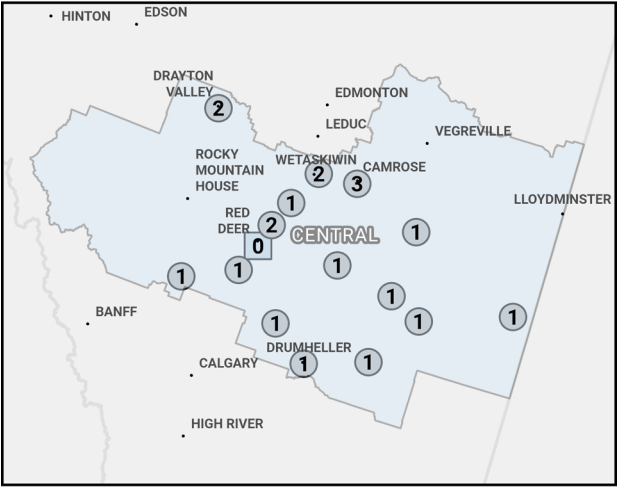 HINTON
EDSON
DRAYTON
VALLEY
2
EDMONTON
LEDUC
VEGREVILLE
ROCKY
MOUNTAIN
HOUSE
WETASKIWIN
2
CAMROSE
3
LLOYDMINSTER
1
RED
DEER
2
0
CENTRAL
1
1
1
1
1
1
1
1
BANFF
1
DRUMHELLER
1
1
CALGARY
HIGH RIVER